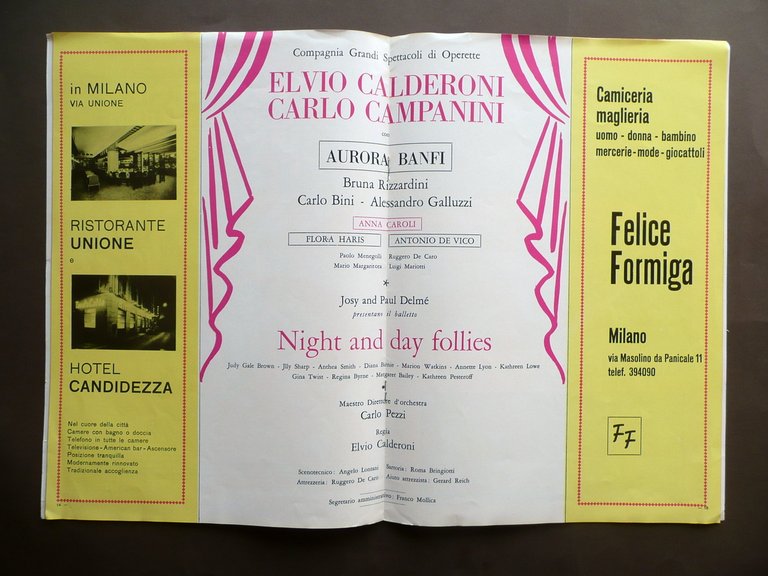 in MILANO
VIA UNIONE
RISTORANTE
UNIONE
e
HOTEL
CANDIDEZZA
Nel cuore della città
Camere con bagno o doccia
Telefono in tutte le camere
Televisione-American bar-Ascensore
Posizione tranquilla
Modernamente rinnovato
Tradizionale accoglienza
Compagnia Grandi Spettacoli di Operette
ELVIO CALDERONI
CARLO CAMPANINI
con
AURORA BANFI
Bruna Rizzardini
Carlo Bini - Alessandro Galluzzi
ANNA CAROLI
FLORA HARIS ANTONIO DE VICO
Paolo Menegoli Ruggero De Caro
Mario Margantora Luigi Mariotti
Josy and Paul Delmé
presentano il balletto
Night and day follies
Judy Gale Brown - Jlly Sharp - Anthea Smith - Diana - Marion Watkins - Annette Lyon - Kathreen Lowe
Gina Twist - Regina Byrne - Margaret Bailey - Kathreen Pesteroff
Maestro Direttore d'orchestra
Carlo Pezzi
Regia
Elvio Calderoni
Scenotecnico: Angelo Sartoria: Roma Bringiotti
Attrezzeria: Ruggero De Caro Aiuto attrezzista: Gerard Reich
Segretario amministrativo: Franco Mollica
Camiceria
maglieria
uomo - donna - bambino
mercerie-mode-giocattoli
Felice
Formiga
Milano
via Masolino da Panicale 11
telef. 394090
FF